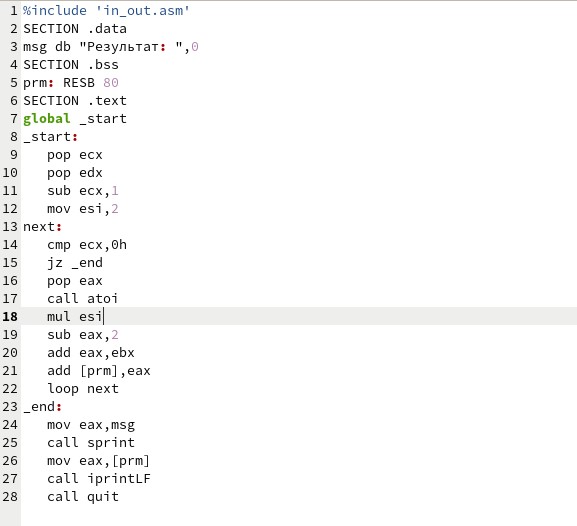 1 %include 'in_out.asm'
2 SECTION .data
3 msg db "Результат: ",0
4 SECTION .bss
5 prm: RESB 80
6 SECTION .text
7 global _start
8 _start:
9 pop ecx
10 pop edx
11 sub ecx,1
12 mov esi,2
13 next:
14 cmp ecx,0h
15 jz _end
16 pop eax
17 call atoi
18 mul esi
19 sub eax,2
20 add eax,ebx
21 add [prm],eax
22 loop next
23 _end:
24 mov eax,msg
25 call sprint
26 mov eax,[prm]
27 call iprintLF
28 call quit